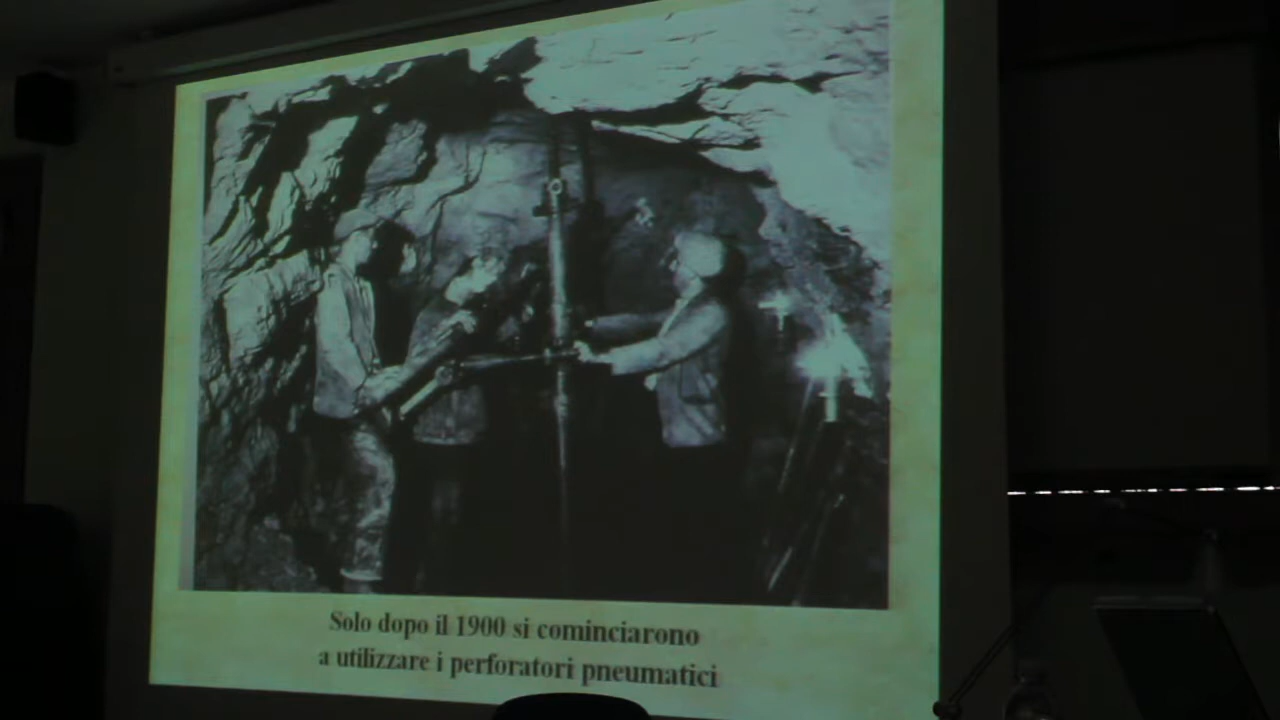 Solo dopo il 1900 si cominciarono
a utilizzare i perforatori pneumatici